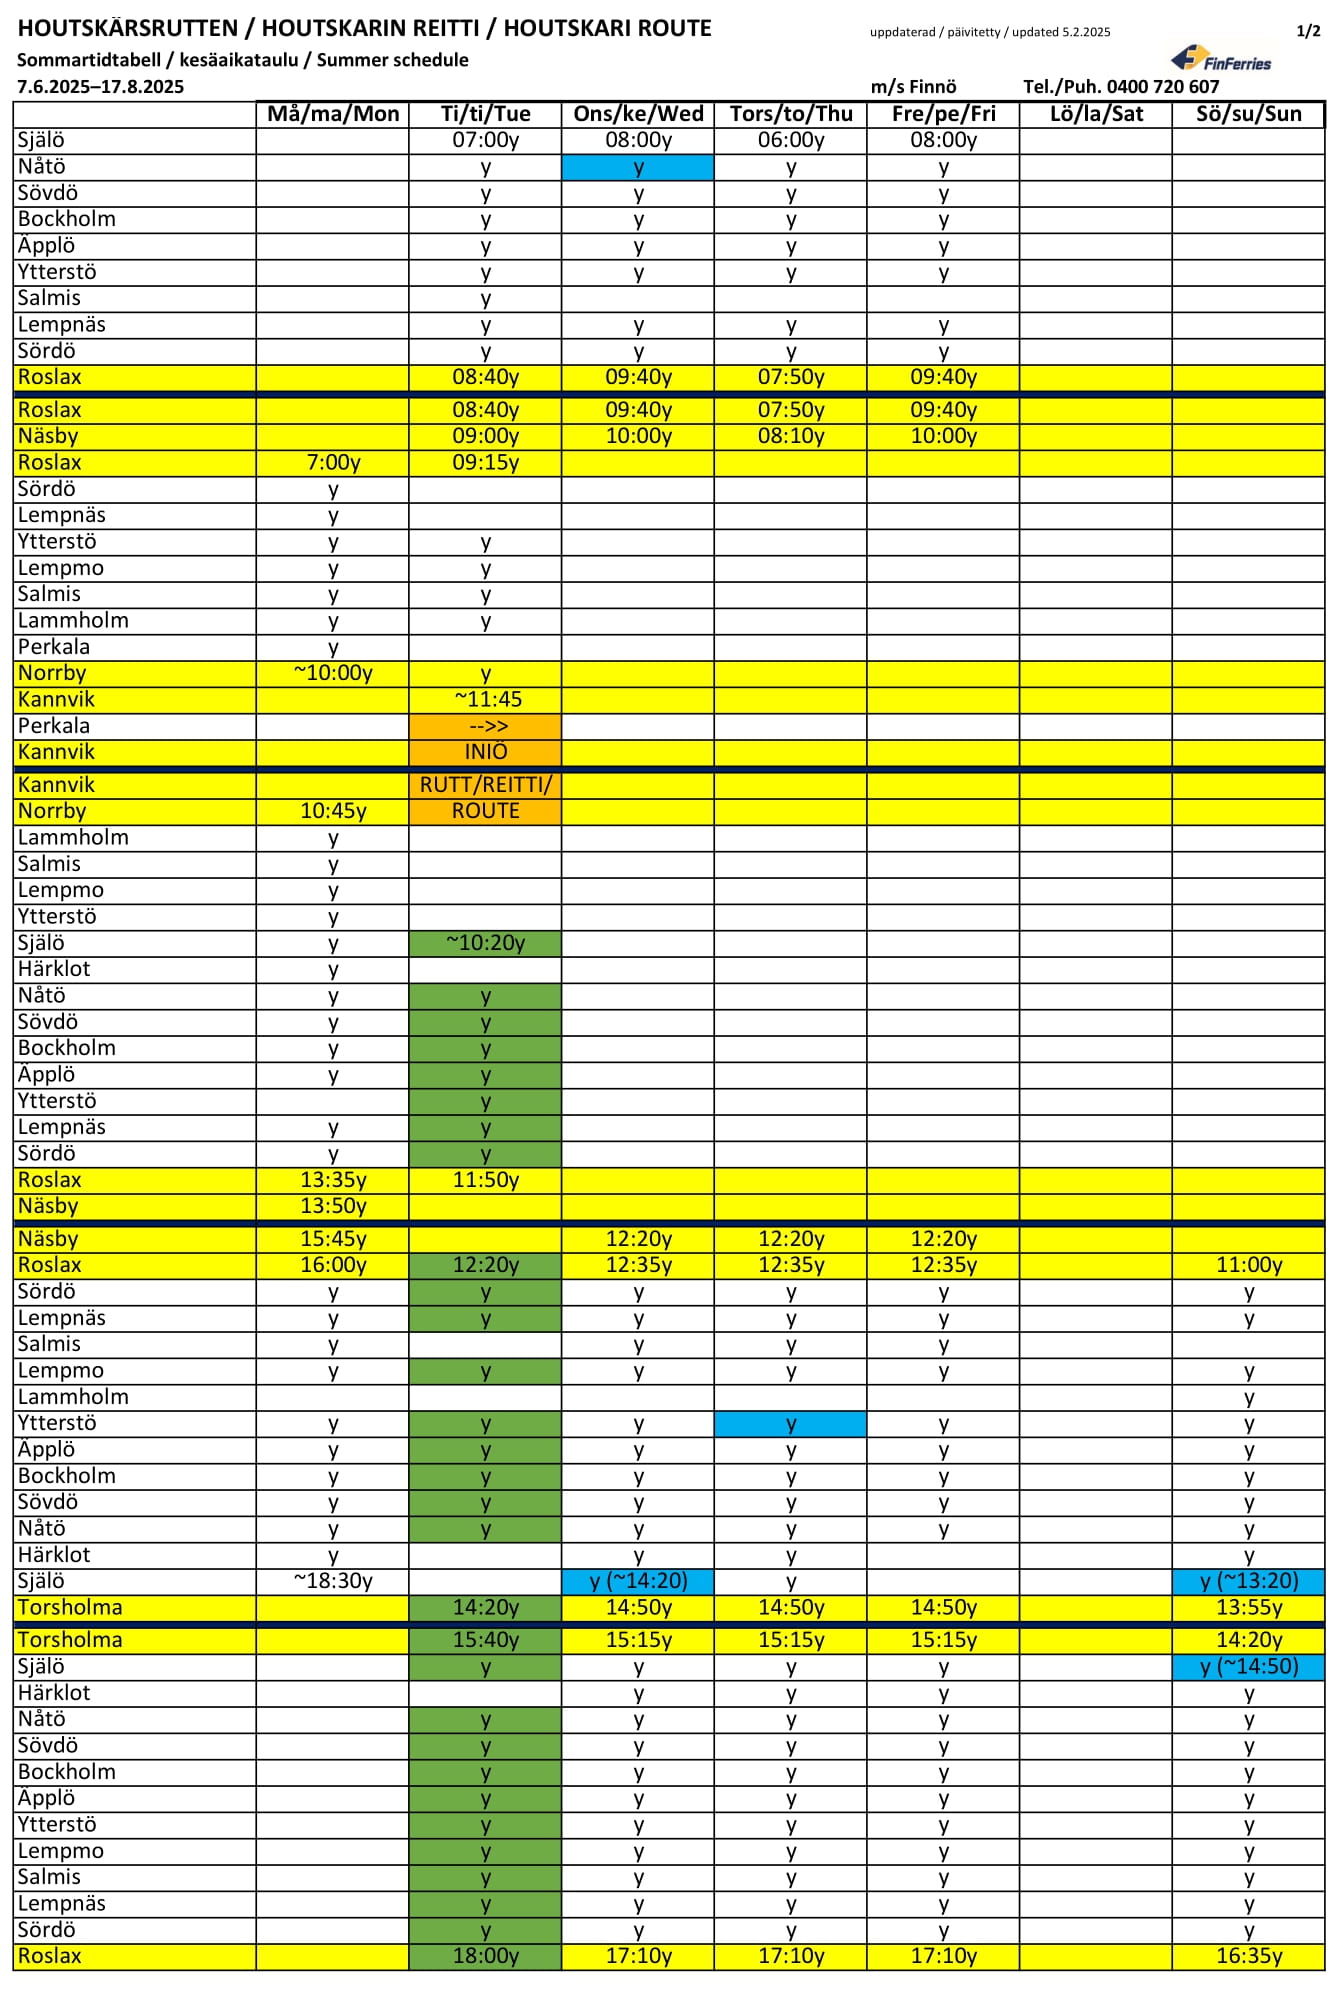 HOUTSKÄRSRUTTEN / HOUTSKARIN REITTI / HOUTSKARI ROUTE uppdaterad / päivitetty / updated 5.2.2025 1/2
Sommartidtabell / kesäaikataulu / Summer schedule FinFerries
7.6.2025–17.8.2025 m/s Finnö Tel./Puh. 0400 720 607
Må/ma/Mon Ti/ti/Tue Ons/ke/Wed Tors/to/Thu Fre/pe/Fri Lö/la/Sat Sö/su/Sun
Själö 07:00y 08:00y 06:00y 08:00y
Nåtö y y y y
Sövdö y y y y
Bockholm y y y y
Äpplö y y y y
Ytterstö y y y y
Salmis y
Lempnäs y y y y
Sördö y y y y
Roslax 08:40y 09:40y 07:50y 09:40y
Roslax 08:40y 09:40y 07:50y 09:40y
Näsby 09:00y 10:00y 08:10y 10:00y
Roslax 7:00y 09:15y
Sördö y
Lempnäs y
Ytterstö y y
Lempmo y y
Salmis y y
Lammholm y y
Perkala y
Norrby ~10:00y y
Kannvik ~11:45
Perkala -->>
Kannvik INIÖ
Kannvik RUTT/REITTI/
Norrby 10:45y ROUTE
Lammholm y
Salmis y
Lempmo y
Ytterstö y
Själö y ~10:20y
Härklot y
Nåtö y y
Sövdö y y
Bockholm y y
Äpplö y y
Ytterstö y
Lempnäs y y
Sördö y y
Roslax 13:35y 11:50y
Näsby 13:50y
Näsby 15:45y 12:20y 12:20y 12:20y
Roslax 16:00y 12:20y 12:35y 12:35y 12:35y 11:00y
Sördö y y y y y y
Lempnäs y y y y y y
Salmis y y y y
Lempmo y y y y y y
Lammholm y
Ytterstö y y y y y y
Äpplö y y y y y y
Bockholm y y y y y y
Sövdö y y y y y y
Nåtö y y y y y y
Härklot y y y y
Själö ~18:30y y (~14:20) y y (~13:20)
Torsholma 14:20y 14:50y 14:50y 14:50y 13:55y
Torsholma 15:40y 15:15y 15:15y 15:15y 14:20y
Själö y y y y y (~14:50)
Härklot y y y y
Nåtö y y y y y
Sövdö y y y y y
Bockholm y y y y y
Äpplö y y y y y
Ytterstö y y y y y
Lempmo y y y y y
Salmis y y y y y
Lempnäs y y y y y
Sördö y y y y y
Roslax 18:00y 17:10y 17:10y 17:10y 16:35y